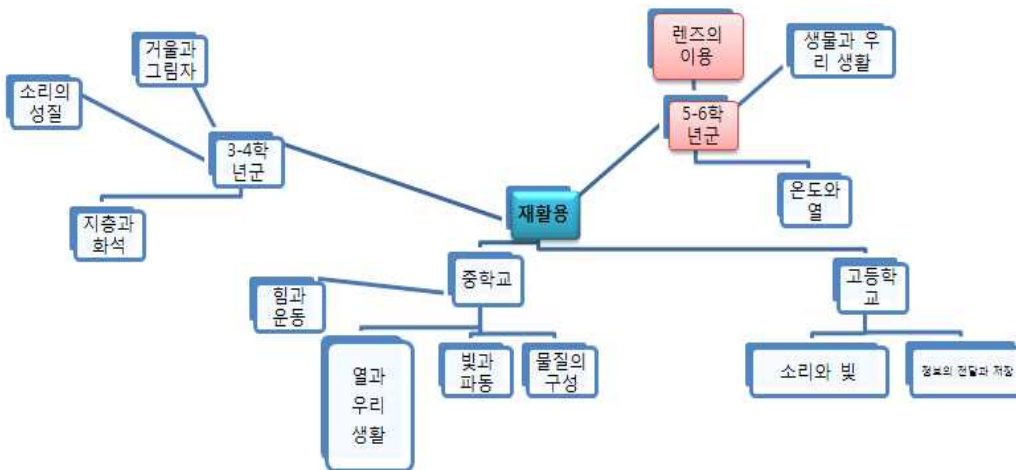 거울과
그림자
소리의
성질
3-4학
년군
지층과
화석
렌즈의
이용
생물과 우
리 생활
5-6학
년군
온도와
열
재활용
중학교
힘과
운동
열과
우리
생활
빛과
파동
물질의
구성
고등학
교
소리와 빛
정보의 전달과 저장